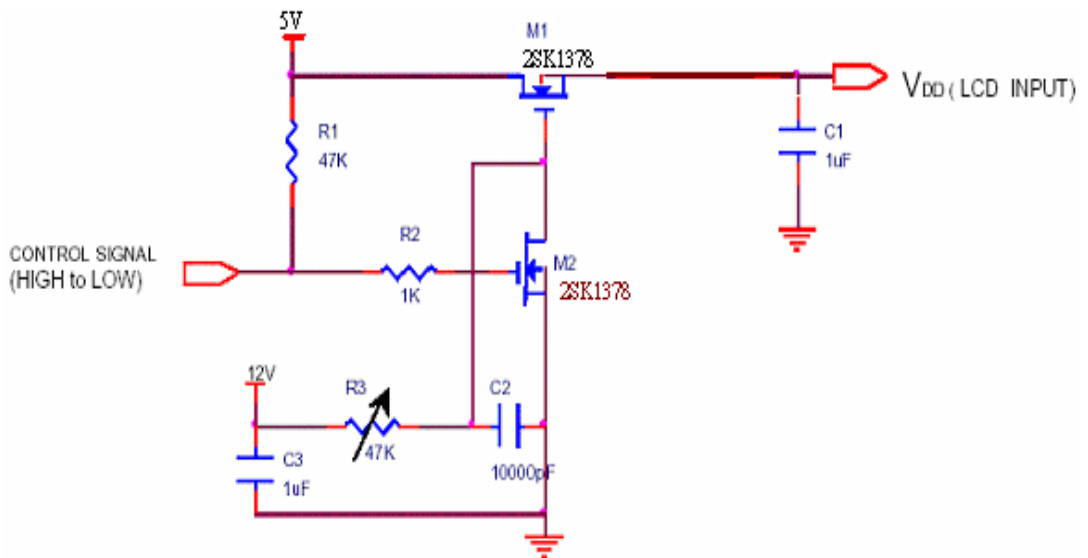 5V
M1
2SK1378
VDD ( LCD INPUT)
R1
47K
C1
1uF
CONTROL SIGNAL
(HIGH to LOW)
R2
1K
M2
2SK1378
12V
R3
47K
C2
10000pF
C3
1uF